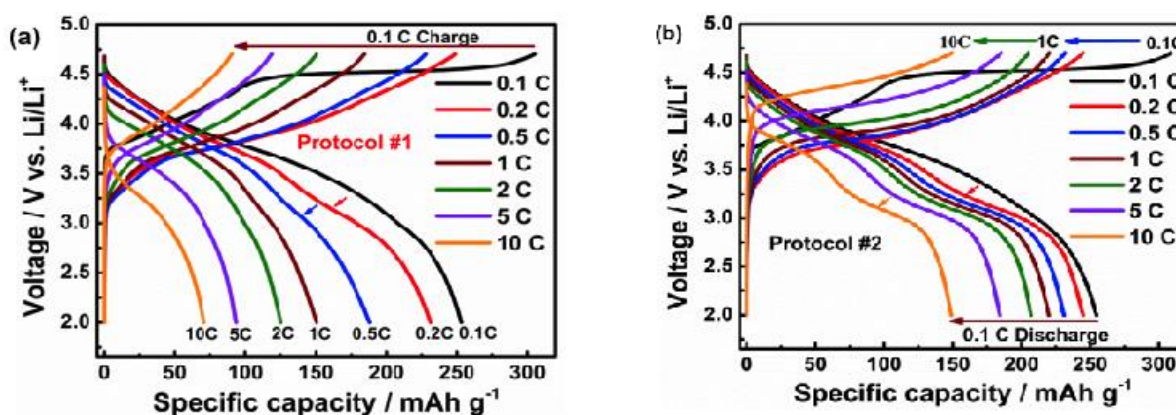 (a)
5.0
4.5
4.0
3.5
3.0
2.5
2.0
Voltage / V vs. Li/Li⁺
0.1 C Charge
0.1 C
0.2 C
0.5 C
1 C
2 C
5 C
10 C
Protocol #1
10C 5C 2C 1C 0.5C 0.2C 0.1C
0 50 100 150 200 250 300
Specific capacity / mAh g⁻¹
(b)
5.0
4.5
4.0
3.5
3.0
2.5
2.0
Voltage / V vs. Li/Li⁺
10C 1C 0.1C
0.1 C
0.2 C
0.5 C
1 C
2 C
5 C
10 C
Protocol #2
0.1 C Discharge
0 50 100 150 200 250 300
Specific capacity / mAh g⁻¹